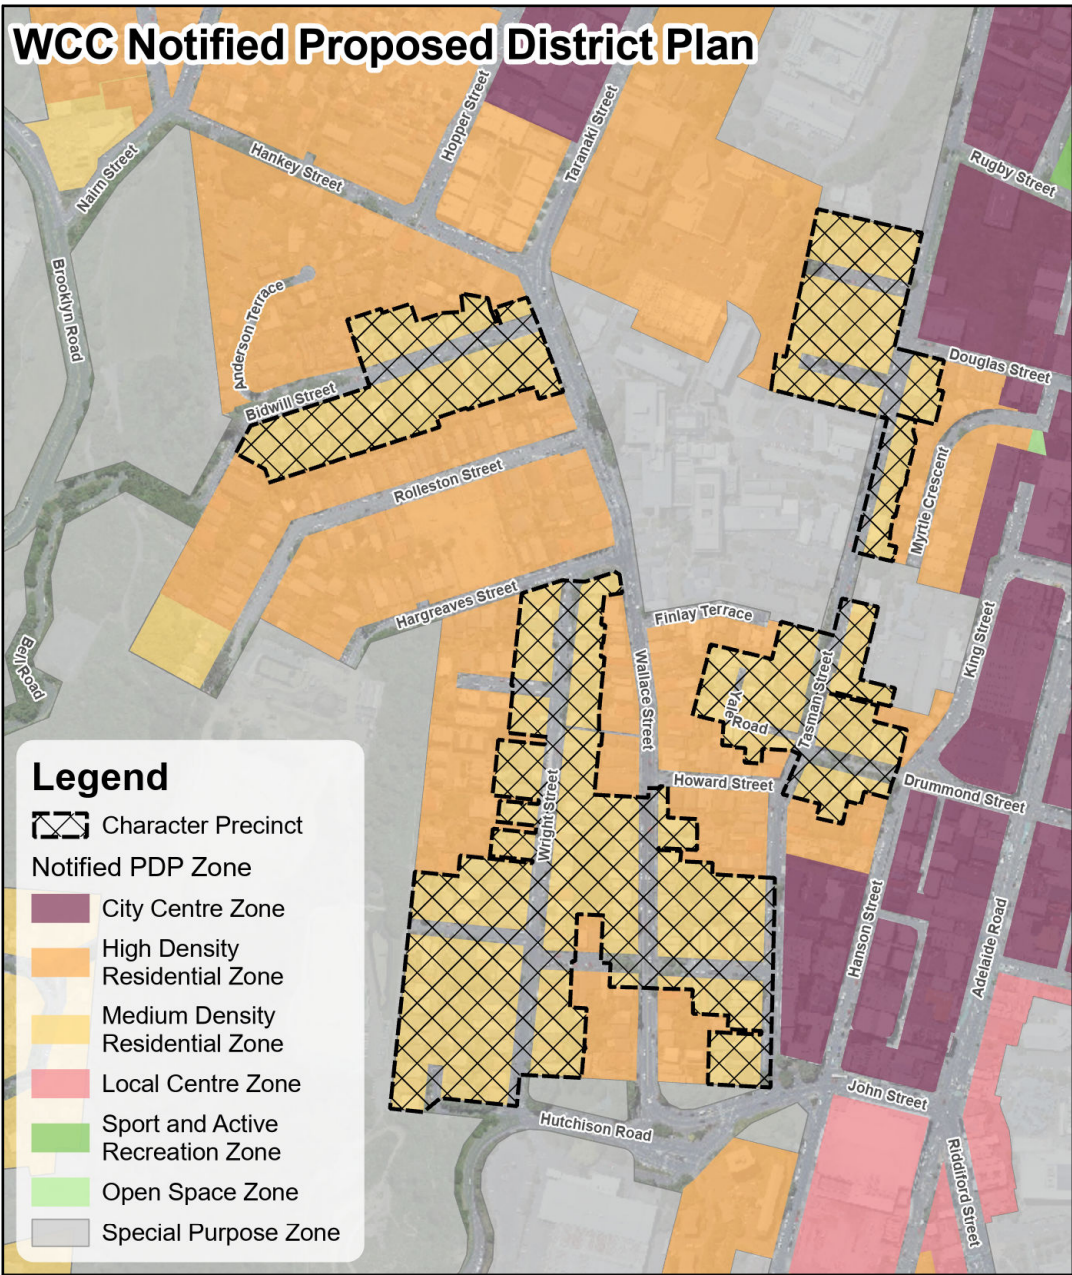 WCC Notified Proposed District Plan
Hopper Street
Taranaki Street
Nairn Street
Hankey Street
Rugby Street
Brooklyn Road
Anderson Terrace
Douglas Street
Bidwill Street
Rolleston Street
Myrtle Crescent
Hargreaves Street
Finlay Terrace
King Street
Bell Road
Wallace Street
Yale Road
Tasman Street
Howard Street
Drummond Street
Wright Street
Hanson Street
Adelaide Road
John Street
Hutchison Road
Riddiford Street
Legend
Character Precinct
Notified PDP Zone
City Centre Zone
High Density
Residential Zone
Medium Density
Residential Zone
Local Centre Zone
Sport and Active
Recreation Zone
Open Space Zone
Special Purpose Zone